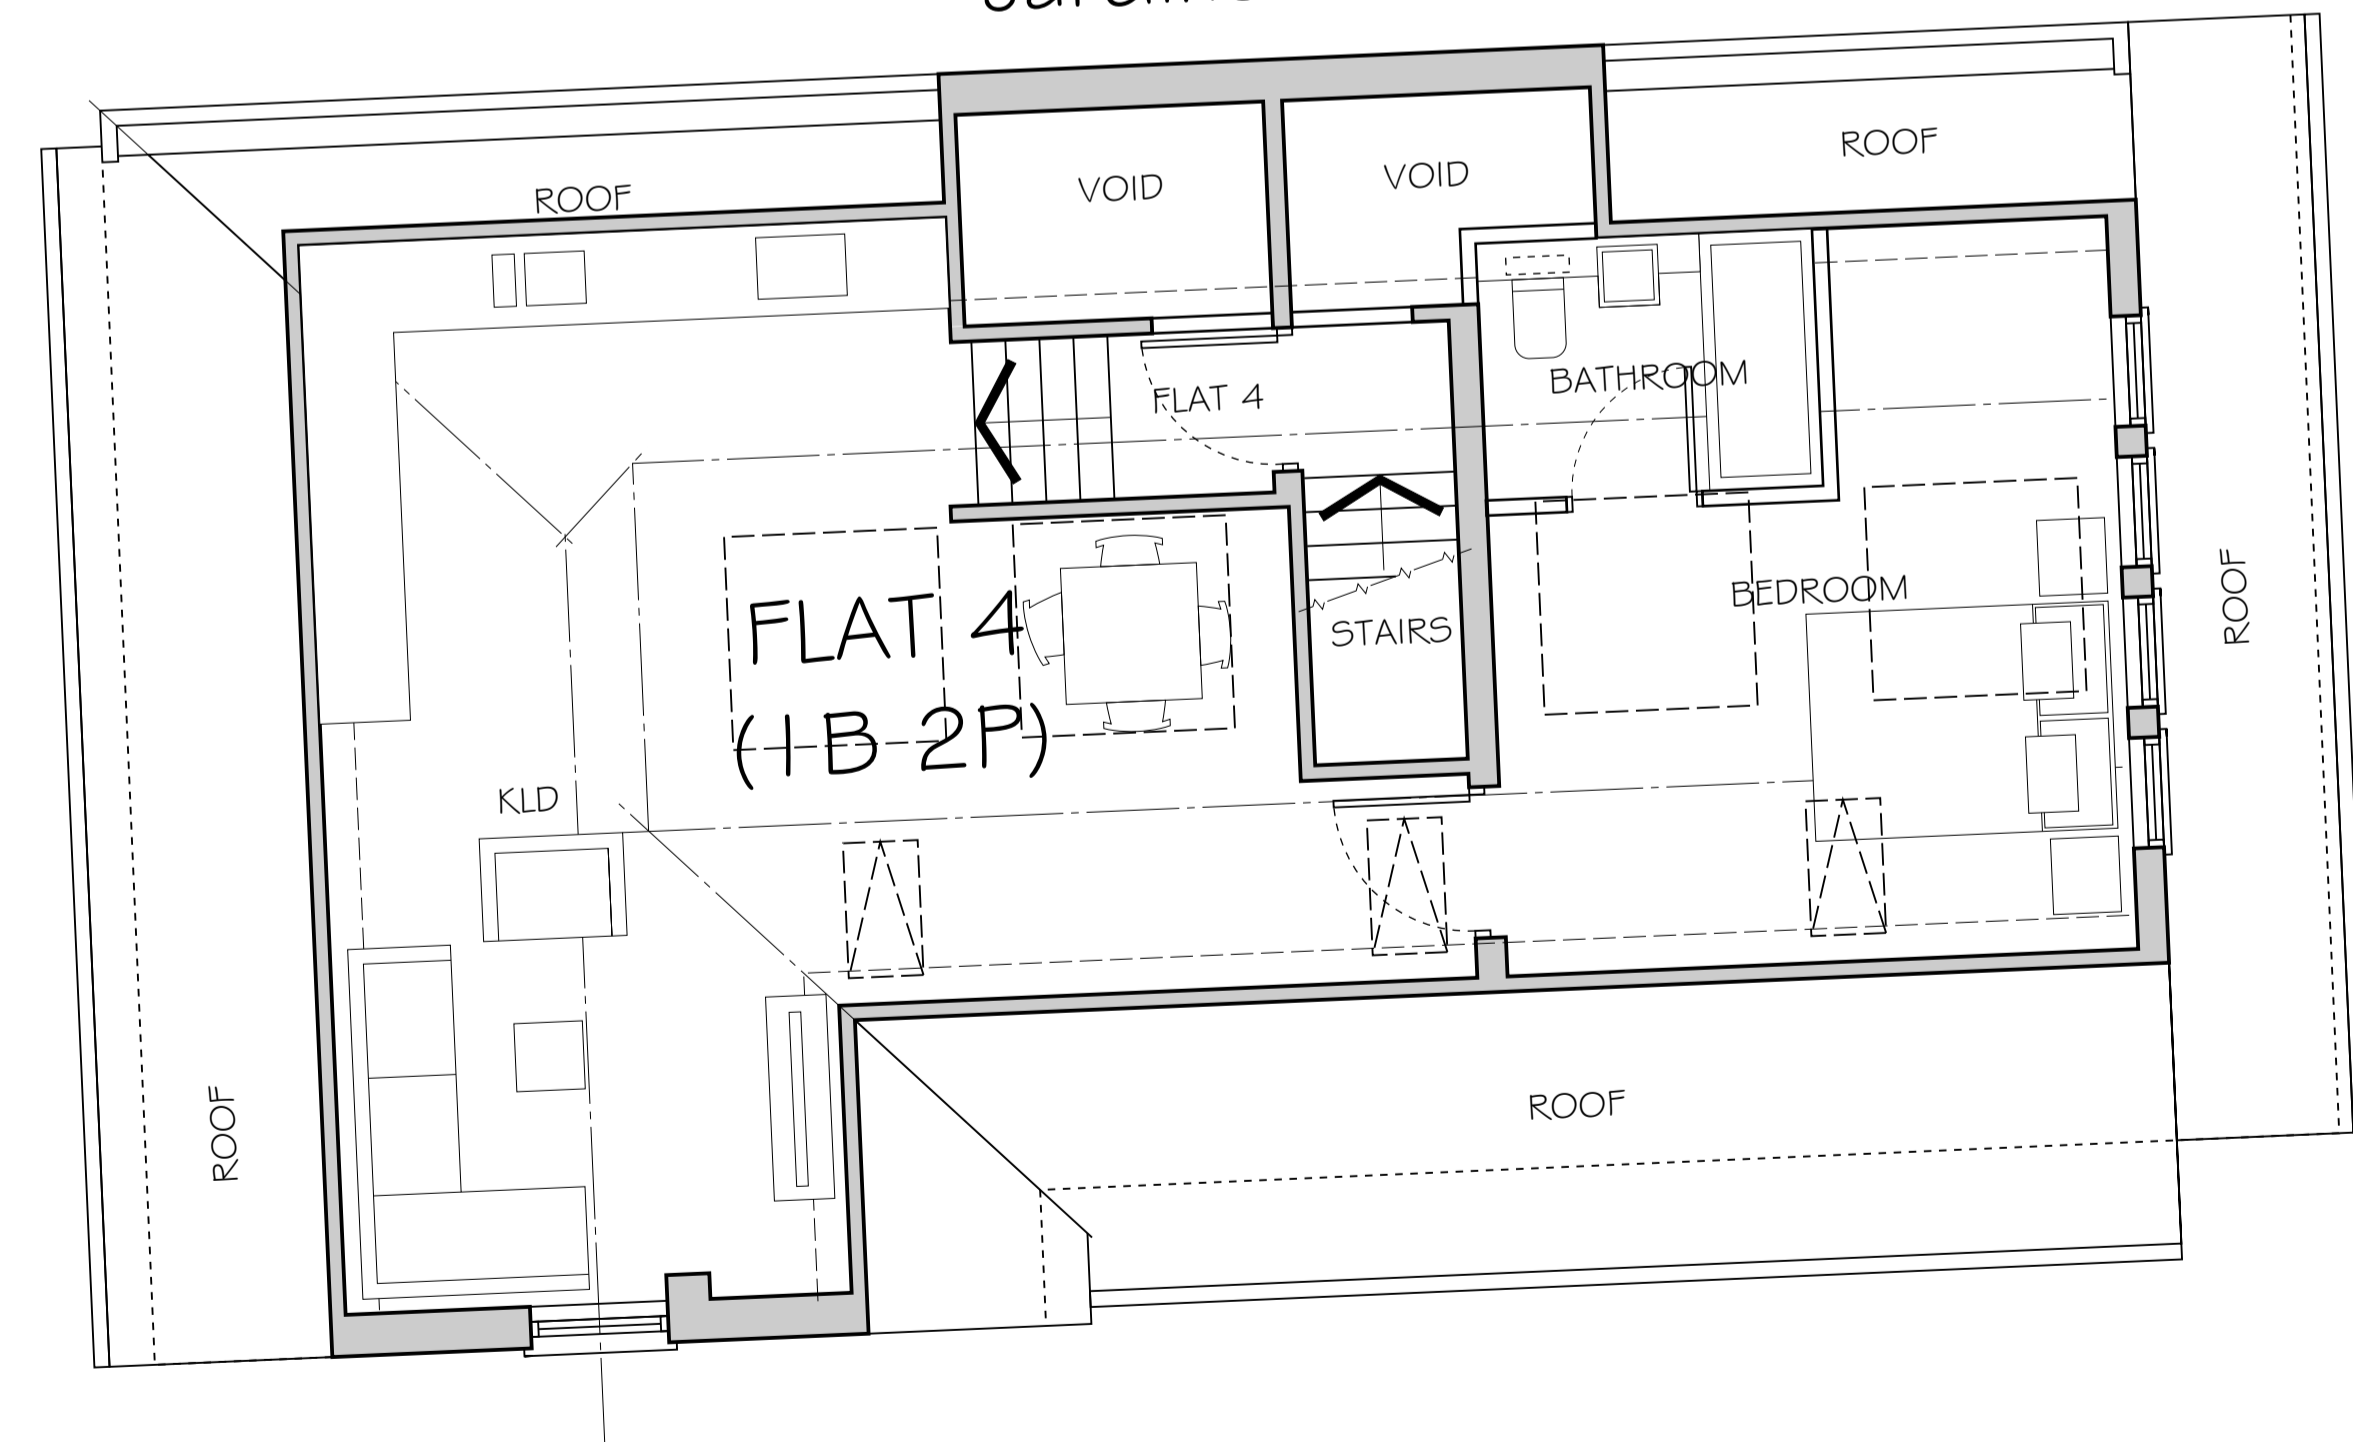 ROOF
VOID
VOID
ROOF
FLAT 4
BATHROOM
FLAT 4
(1B 2P)
STAIRS
BEDROOM
ROOF
KLD
ROOF
ROOF